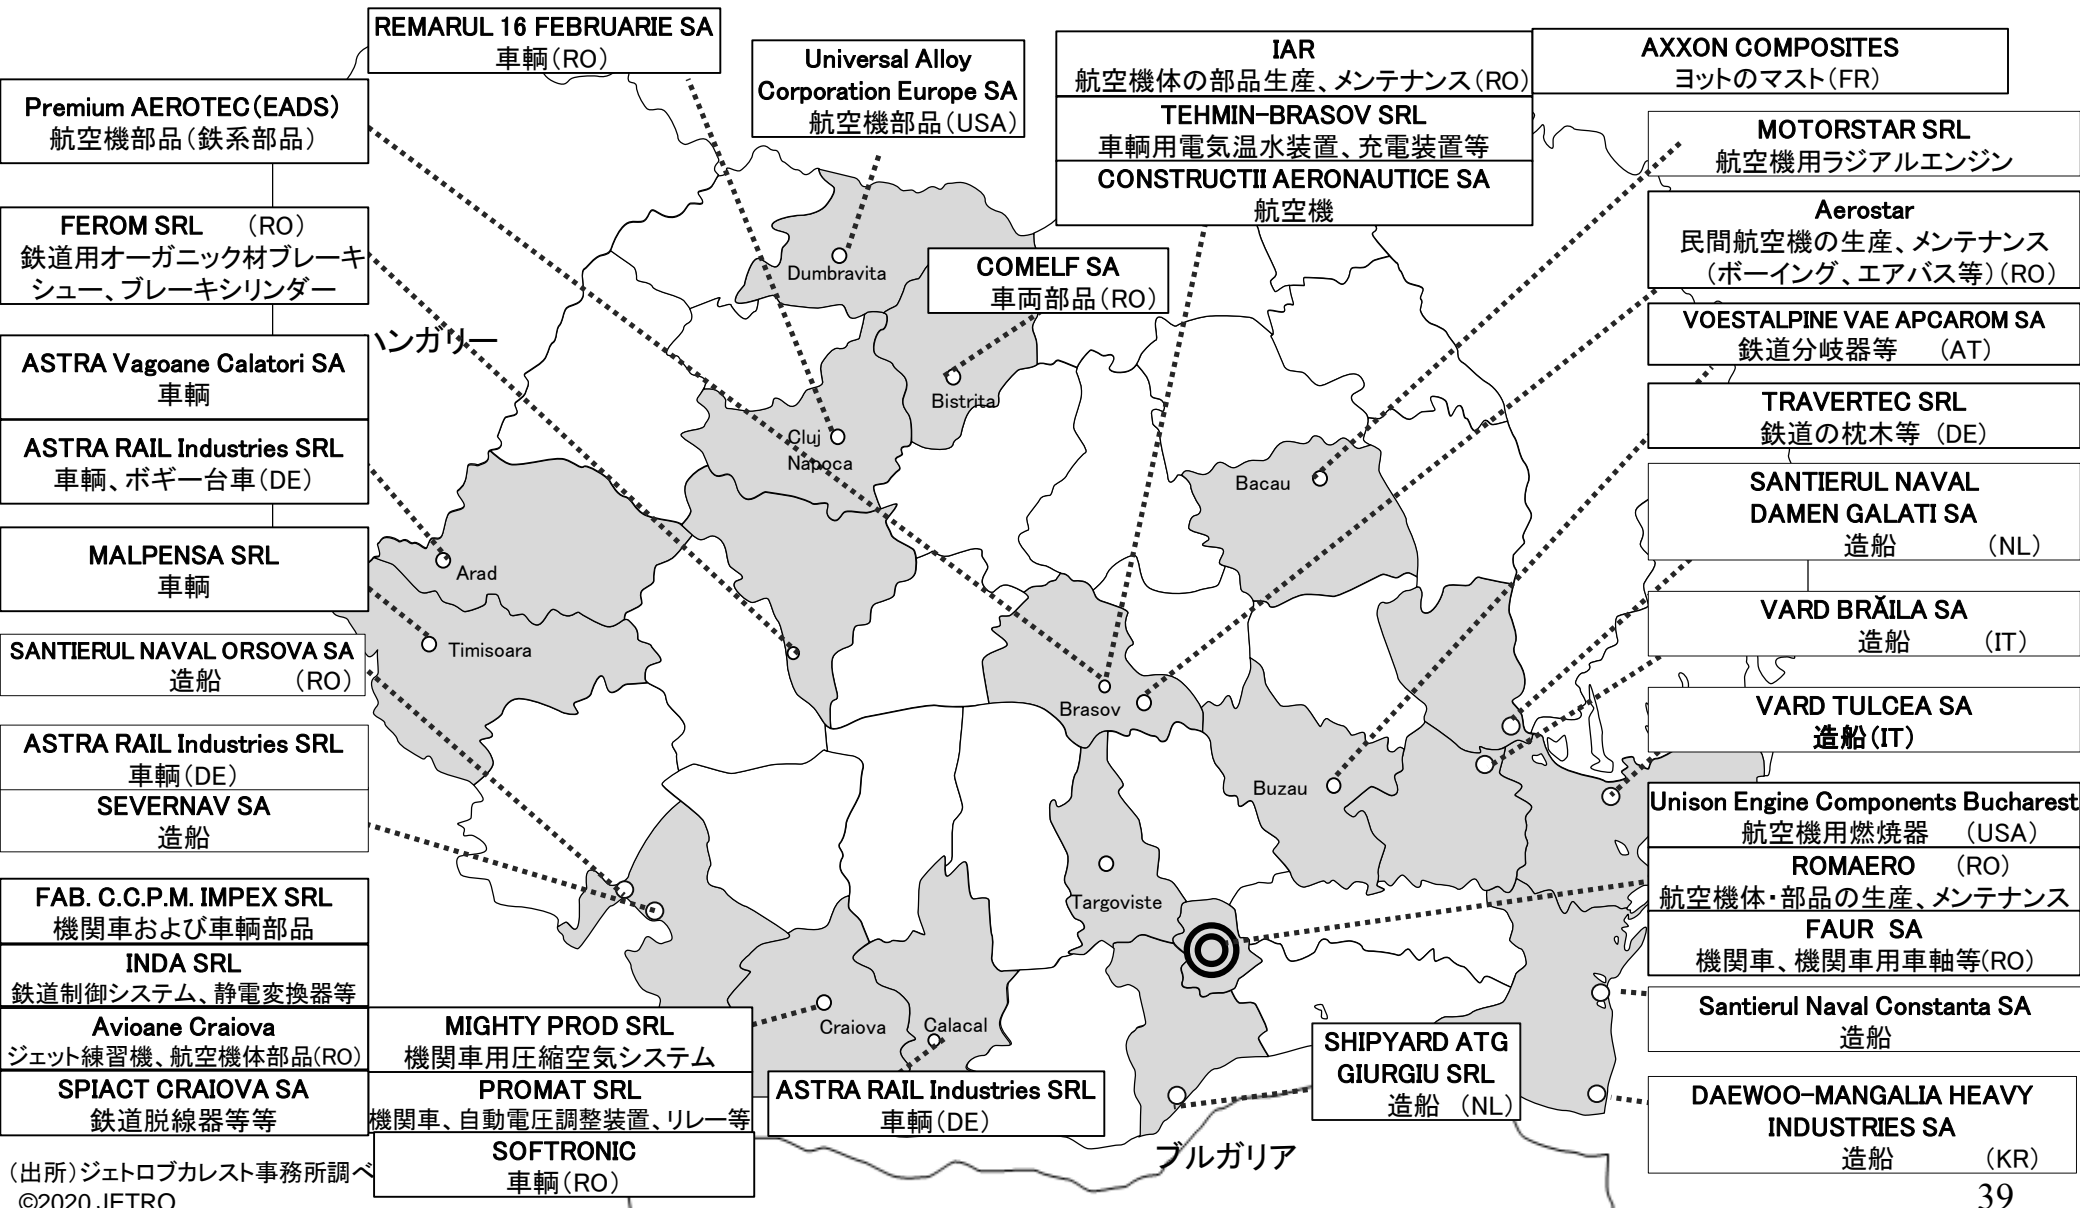 REMARUL 16 FEBRUARIE SA
車輌（RO）
Universal Alloy
Corporation Europe SA
航空機部品（USA）
IAR
航空機体の部品生産、メンテナンス（RO）
TEHMIN-BRASOV SRL
車輌用電気温水装置、充電装置等
CONSTRUCTII AERONAUTICE SA
航空機
AXXON COMPOSITES
ヨットのマスト（FR）
Premium AEROTEC（EADS）
航空機部品（鉄系部品）
FEROM SRL （RO）
鉄道用オーガニック材ブレーキ
シュー、ブレーキシリンダー
ASTRA Vagoane Calatori SA
車輌
ASTRA RAIL Industries SRL
車輌、ボギー台車（DE）
MALPENSA SRL
車輌
SANTIERUL NAVAL ORSOVA SA
造船 （RO）
ASTRA RAIL Industries SRL
車輌（DE）
SEVERNAV SA
造船
FAB. C.C.P.M. IMPEX SRL
機関車および車輌部品
INDA SRL
鉄道制御システム、静電変換器等
Avioane Craiova
ジェット練習機、航空機体部品(RO)
SPIACT CRAIOVA SA
鉄道脱線器等等
MIGHTY PROD SRL
機関車用圧縮空気システム
PROMAT SRL
機関車、自動電圧調整装置、リレー等
SOFTRONIC
車輌（RO）
ASTRA RAIL Industries SRL
車輌（DE）
SHIPYARD ATG
GIURGIU SRL
造船 （NL）
COMELF SA
車両部品（RO）
MOTORSTAR SRL
航空機用ラジアルエンジン
Aerostar
民間航空機の生産、メンテナンス
（ボーイング、エアバス等）（RO）
VOESTALPINE VAE APCAROM SA
鉄道分岐器等 （AT）
TRAVERTEC SRL
鉄道の枕木等 （DE）
SANTIERUL NAVAL
DAMEN GALATI SA
造船 （NL）
VARD BRĂILA SA
造船 （IT）
VARD TULCEA SA
造船（IT）
Unison Engine Components Bucharest
航空機用燃焼器 （USA）
ROMAERO （RO）
航空機体・部品の生産、メンテナンス
FAUR SA
機関車、機関車用車軸等(RO)
Santierul Naval Constanta SA
造船
DAEWOO-MANGALIA HEAVY
INDUSTRIES SA
造船 （KR）
ハンガリー
Dumbravita
Bistrita
Cluj
Napoca
Bacau
Arad
Timisoara
Brasov
Buzau
Targoviste
Craiova
Calacal
ブルガリア
（出所）ジェトロブカレスト事務所調べ
©2020 JETRO
39